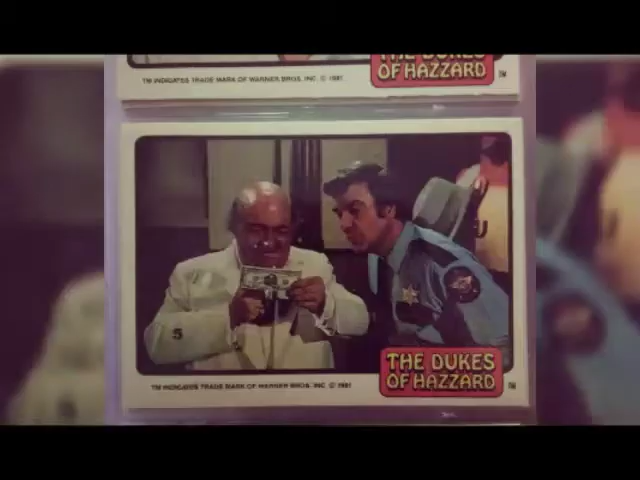 THE DUKES
OF HAZZARD
TM
TM INDICATES TRADE MARK OF WARNER BROS. INC. © 1981
5
THE DUKES
OF HAZZARD
TM
TM INDICATES TRADE MARK OF WARNER BROS. INC. © 1981